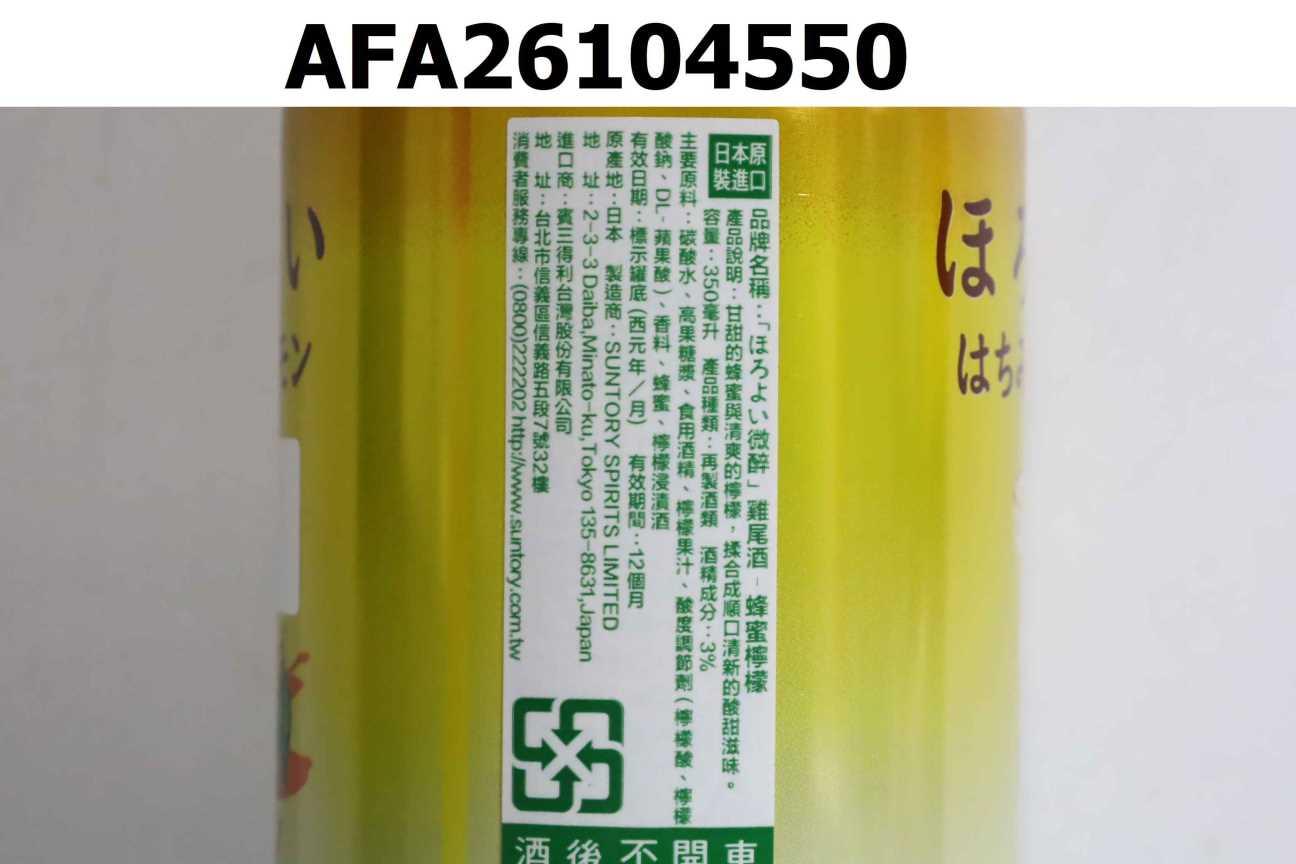 AFA26104550
日本原
裝進口
品牌名稱：「ほろよい微醉」雞尾酒 - 蜂蜜檸檬
產品說明：甘甜的蜂蜜與清爽的檸檬，揉合成順口清新的酸甜滋味。
容量：350毫升　產品種類：再製酒類　酒精成分：3%
主要原料：碳酸水、高果糖漿、食用酒精、檸檬果汁、酸度調節劑（檸檬酸、檸檬
酸鈉、DL-蘋果酸）、香料、蜂蜜、檸檬浸漬酒
有效日期：標示罐底（西元年／月）　有效期間：12個月
原產地：日本　製造商：SUNTORY SPIRITS LIMITED
地　址：2-3-3 Daiba,Minato-ku,Tokyo 135-8631,Japan
進口商：賓三得利台灣股份有限公司
地　址：台北市信義區信義路五段7號32樓
消費者服務專線：(0800)222202 http://www.suntory.com.tw
酒後不開車
い
モン
ほ
はち